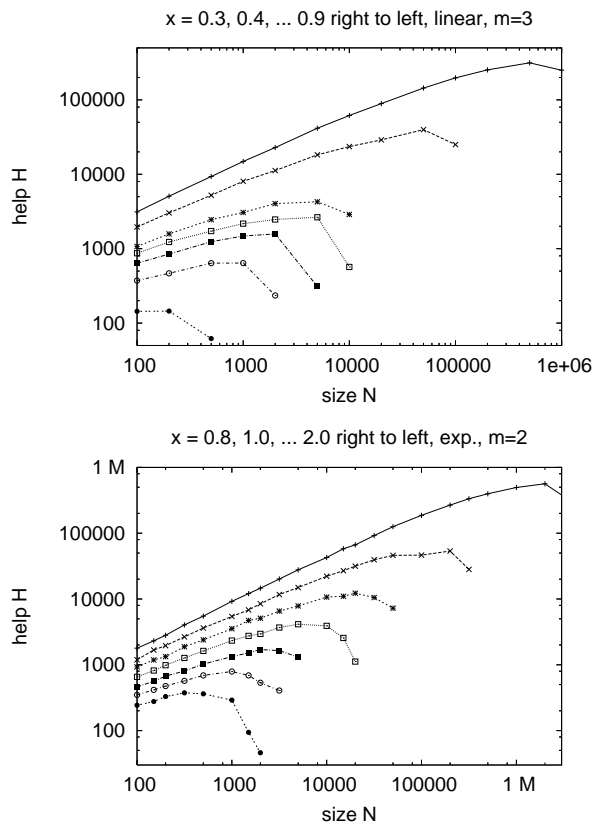 x = 0.3, 0.4, ... 0.9 right to left, linear, m=3
100000
10000
1000
100
help H
100 1000 10000 100000 1e+06
size N
x = 0.8, 1.0, ... 2.0 right to left, exp., m=2
1 M
100000
10000
1000
100
help H
100 1000 10000 100000 1 M
size N